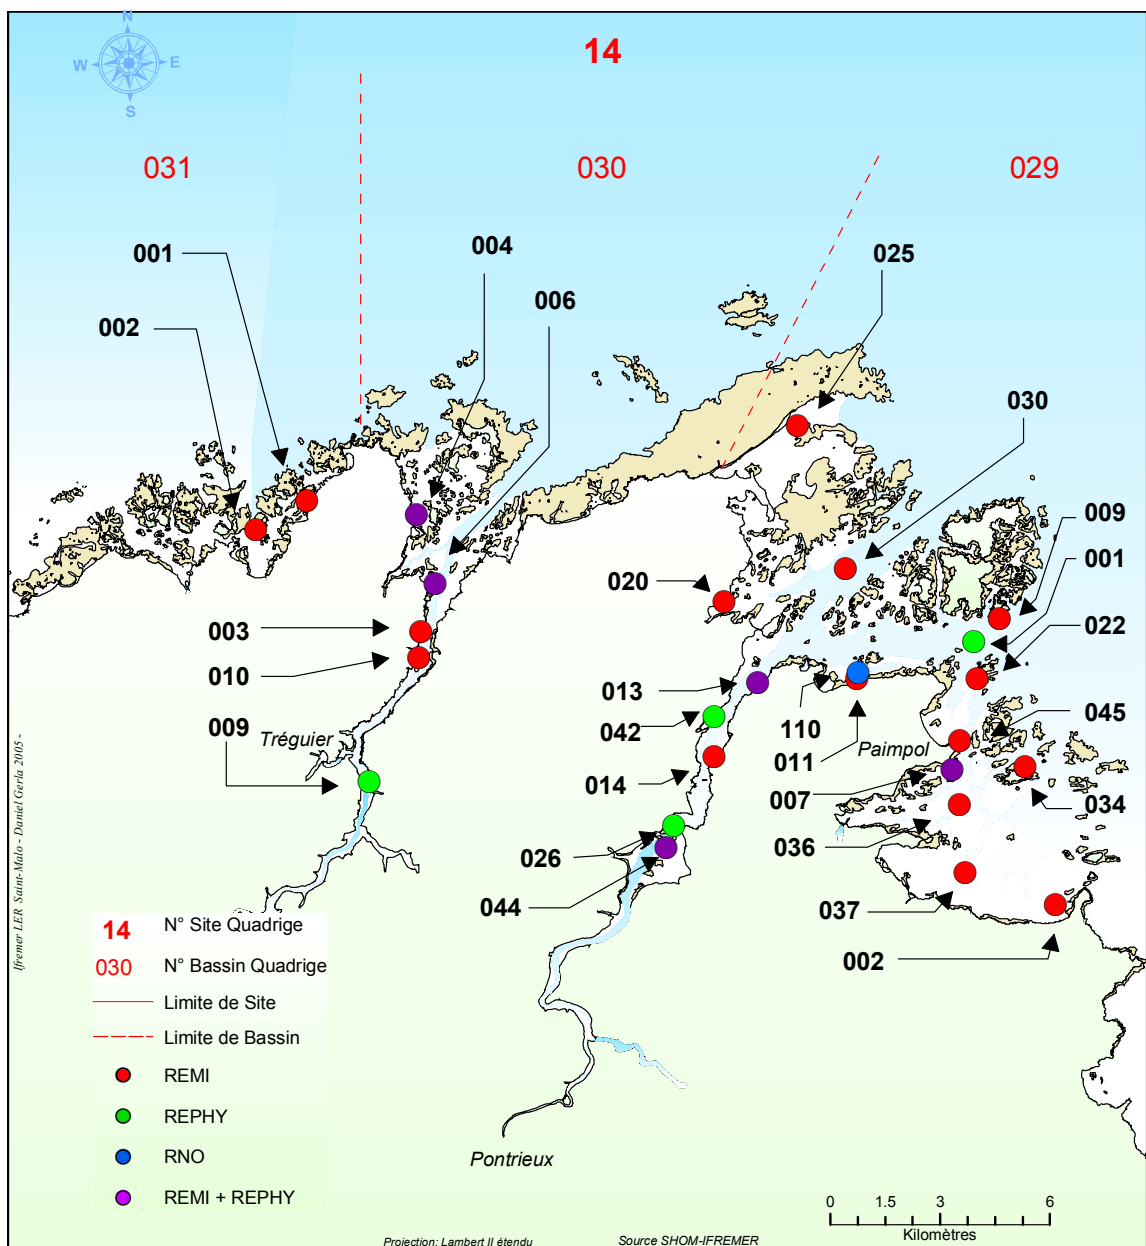 N
W E
S
14
031
030
029
001
004
025
002
006
030
009
001
020
022
003
010
013
045
009
Tréguier
042
110
Paimpol
011
014
007
034
036
026
044
037
002
14 N° Site Quadrige
030 N° Bassin Quadrige
Limite de Site
Limite de Bassin
REMI
REPHY
RNO
REMI + REPHY
Pontrieux
0 1.5 3 6
Kilomètres
Projection: Lambert II étendu
Source SHOM-IFREMER
Ifremer LER Saint-Malo - Daniel Gerla 2005 -